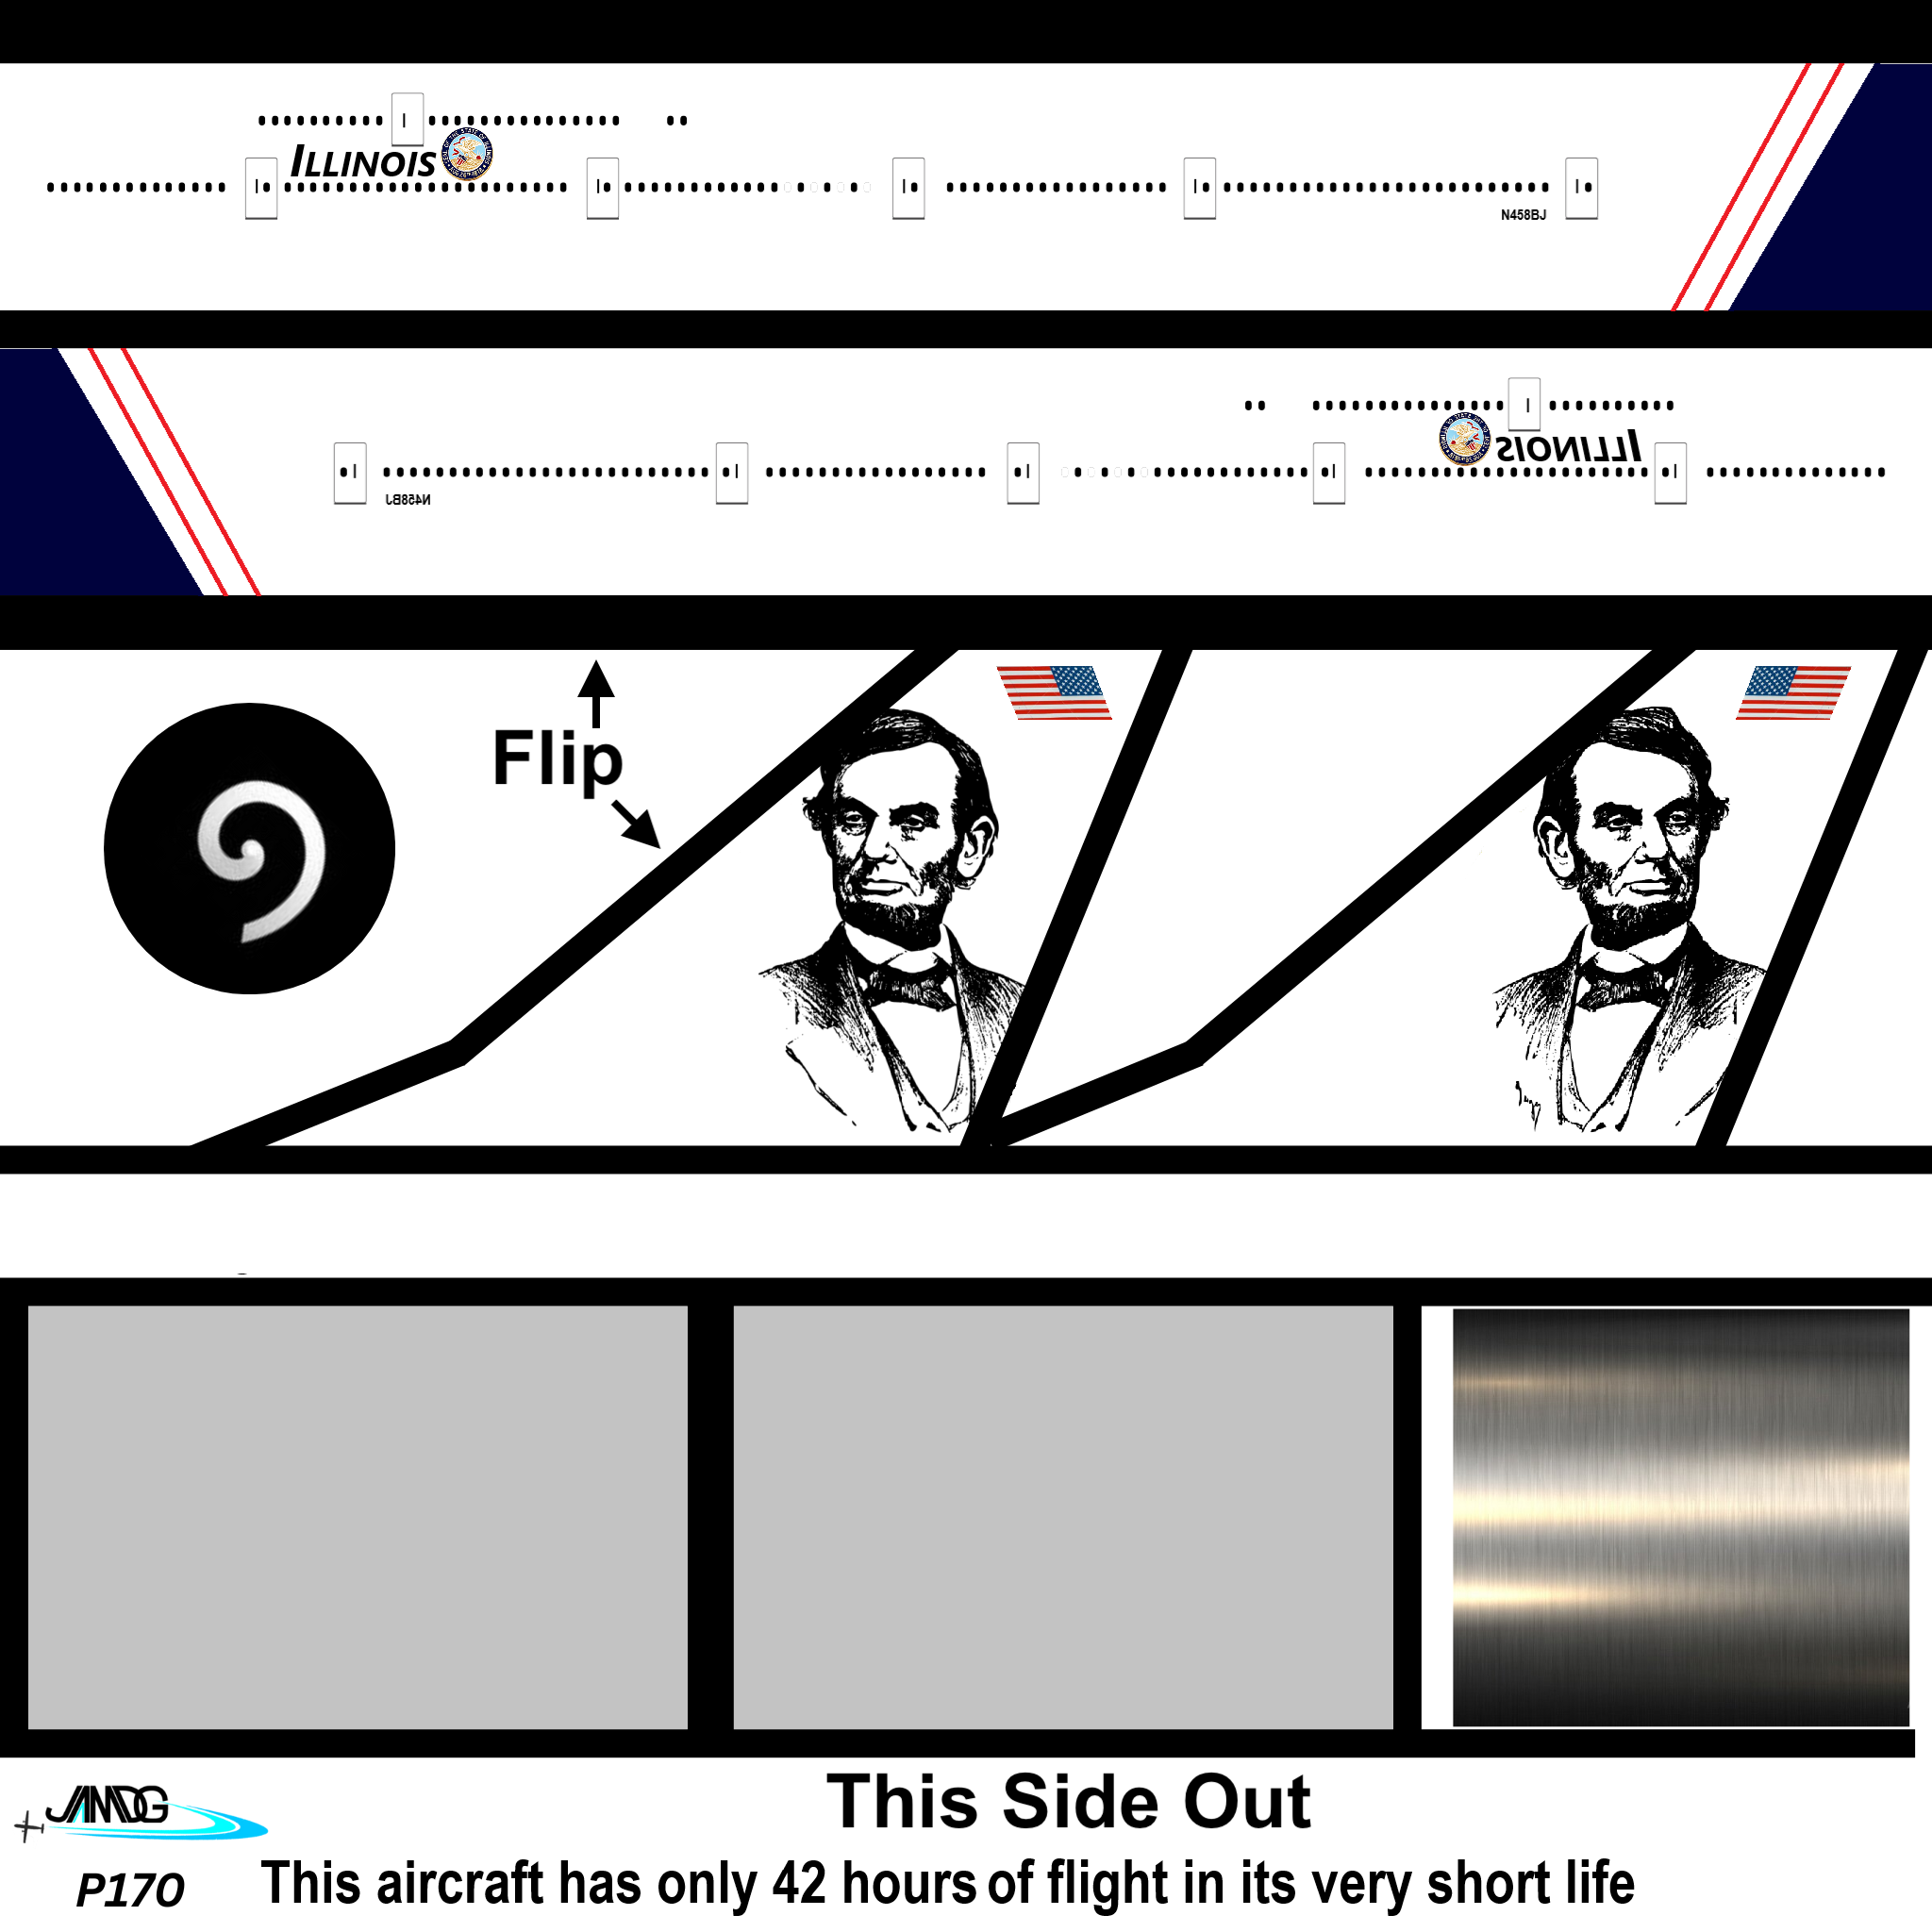 ILLINOIS
N458BJ
ILLINOIS
N458BJ
Flip
JAMDG
This Side Out
P170
This aircraft has only 42 hours of flight in its very short life